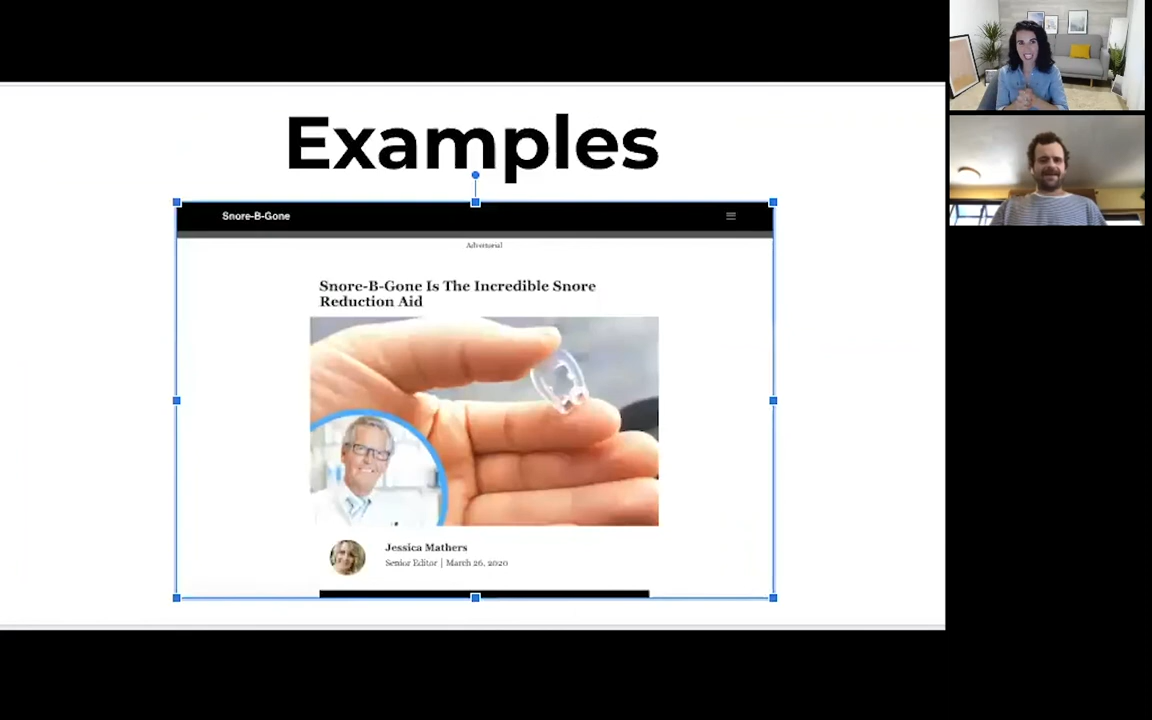 Examples
Snore-B-Gone
Advertorial
Snore-B-Gone Is The Incredible Snore
Reduction Aid
Jessica Mathers
Senior Editor | March 26, 2020